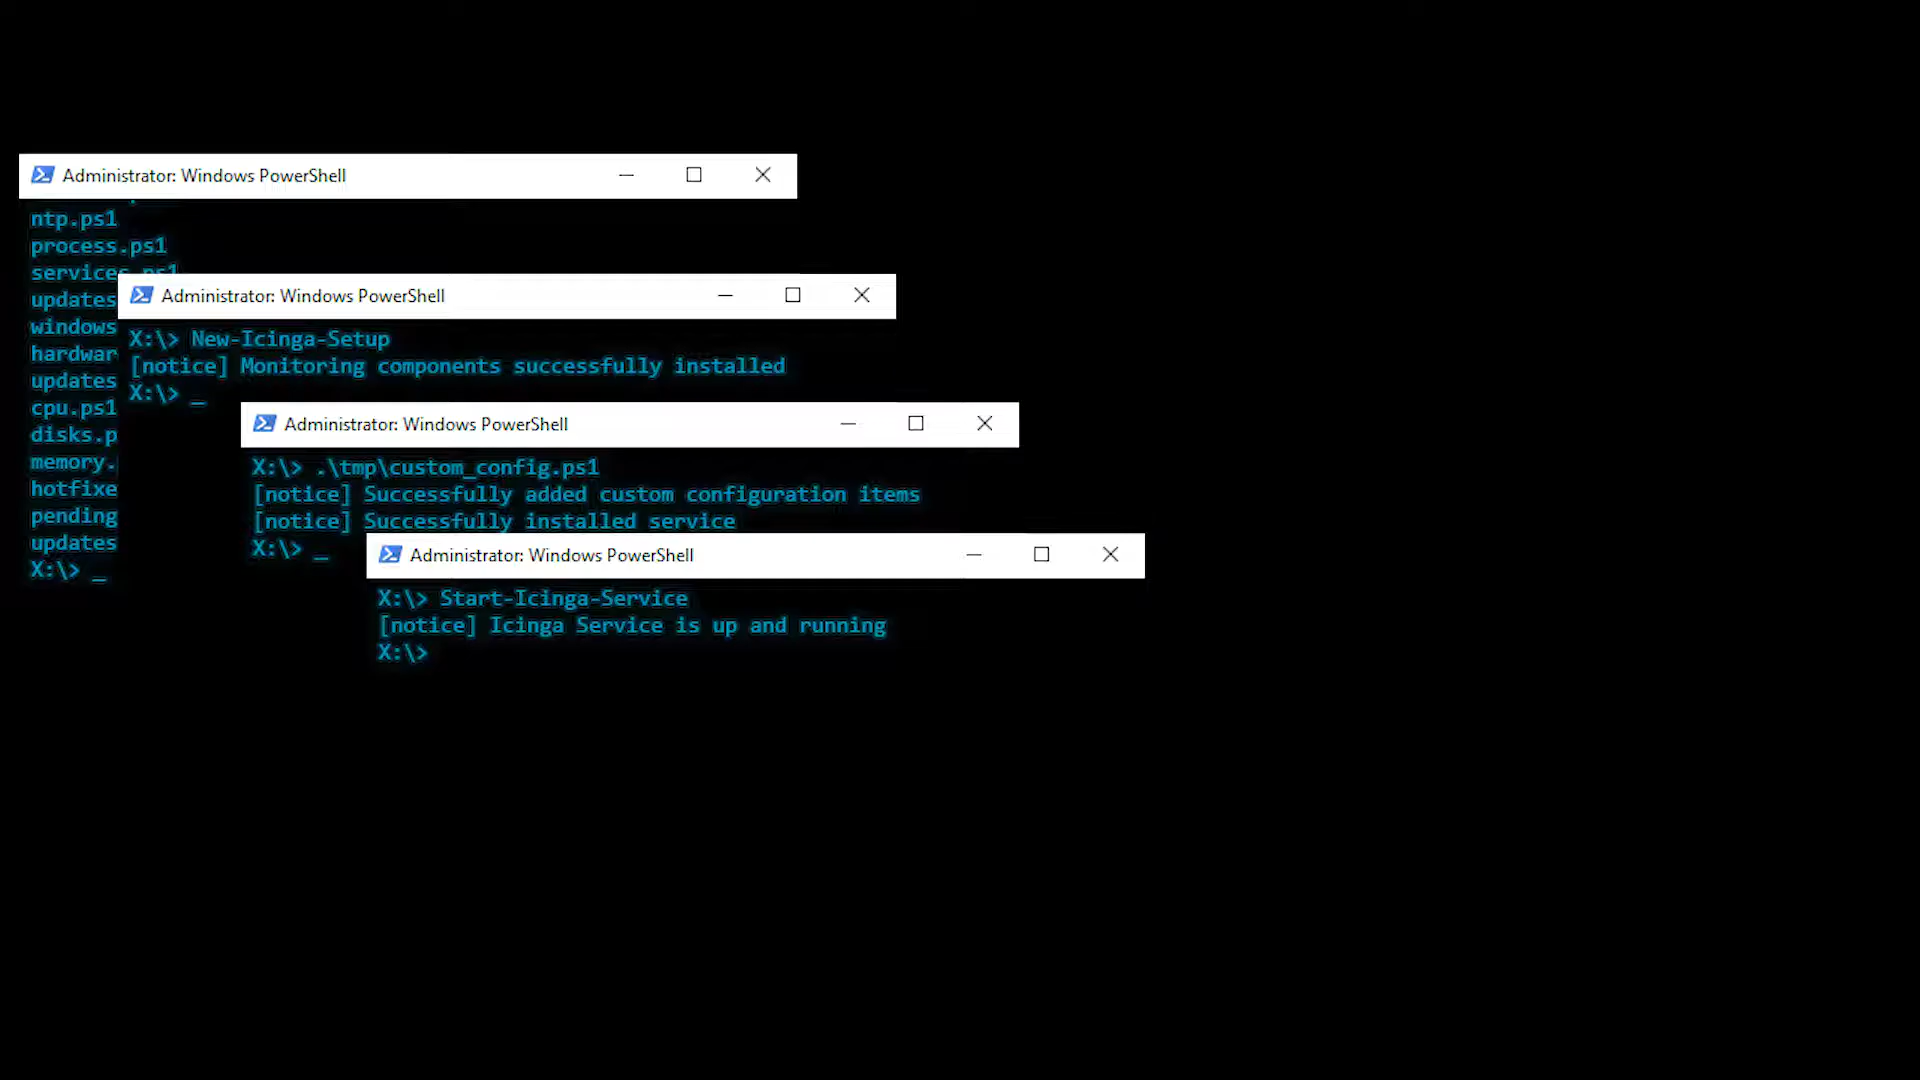 Administrator: Windows PowerShell
ntp.ps1
process.ps1
services.ps1
updates
windows
hardwar
updates
cpu.ps1
disks.p
memory.
hotfixe
pending
updates
X:\> _
Administrator: Windows PowerShell
X:\> New-Icinga-Setup
[notice] Monitoring components successfully installed
X:\> _
Administrator: Windows PowerShell
X:\> .\tmp\custom_config.ps1
[notice] Successfully added custom configuration items
[notice] Successfully installed service
X:\> _
Administrator: Windows PowerShell
X:\> Start-Icinga-Service
[notice] Icinga Service is up and running
X:\>